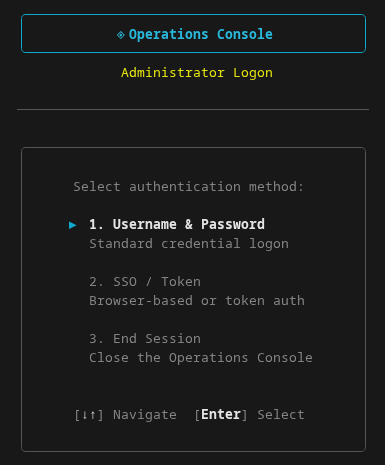 ◈ Operations Console
Administrator Logon
Select authentication method:
▶ 1. Username & Password
Standard credential logon
2. SSO / Token
Browser-based or token auth
3. End Session
Close the Operations Console
[↓↑] Navigate  [Enter] Select